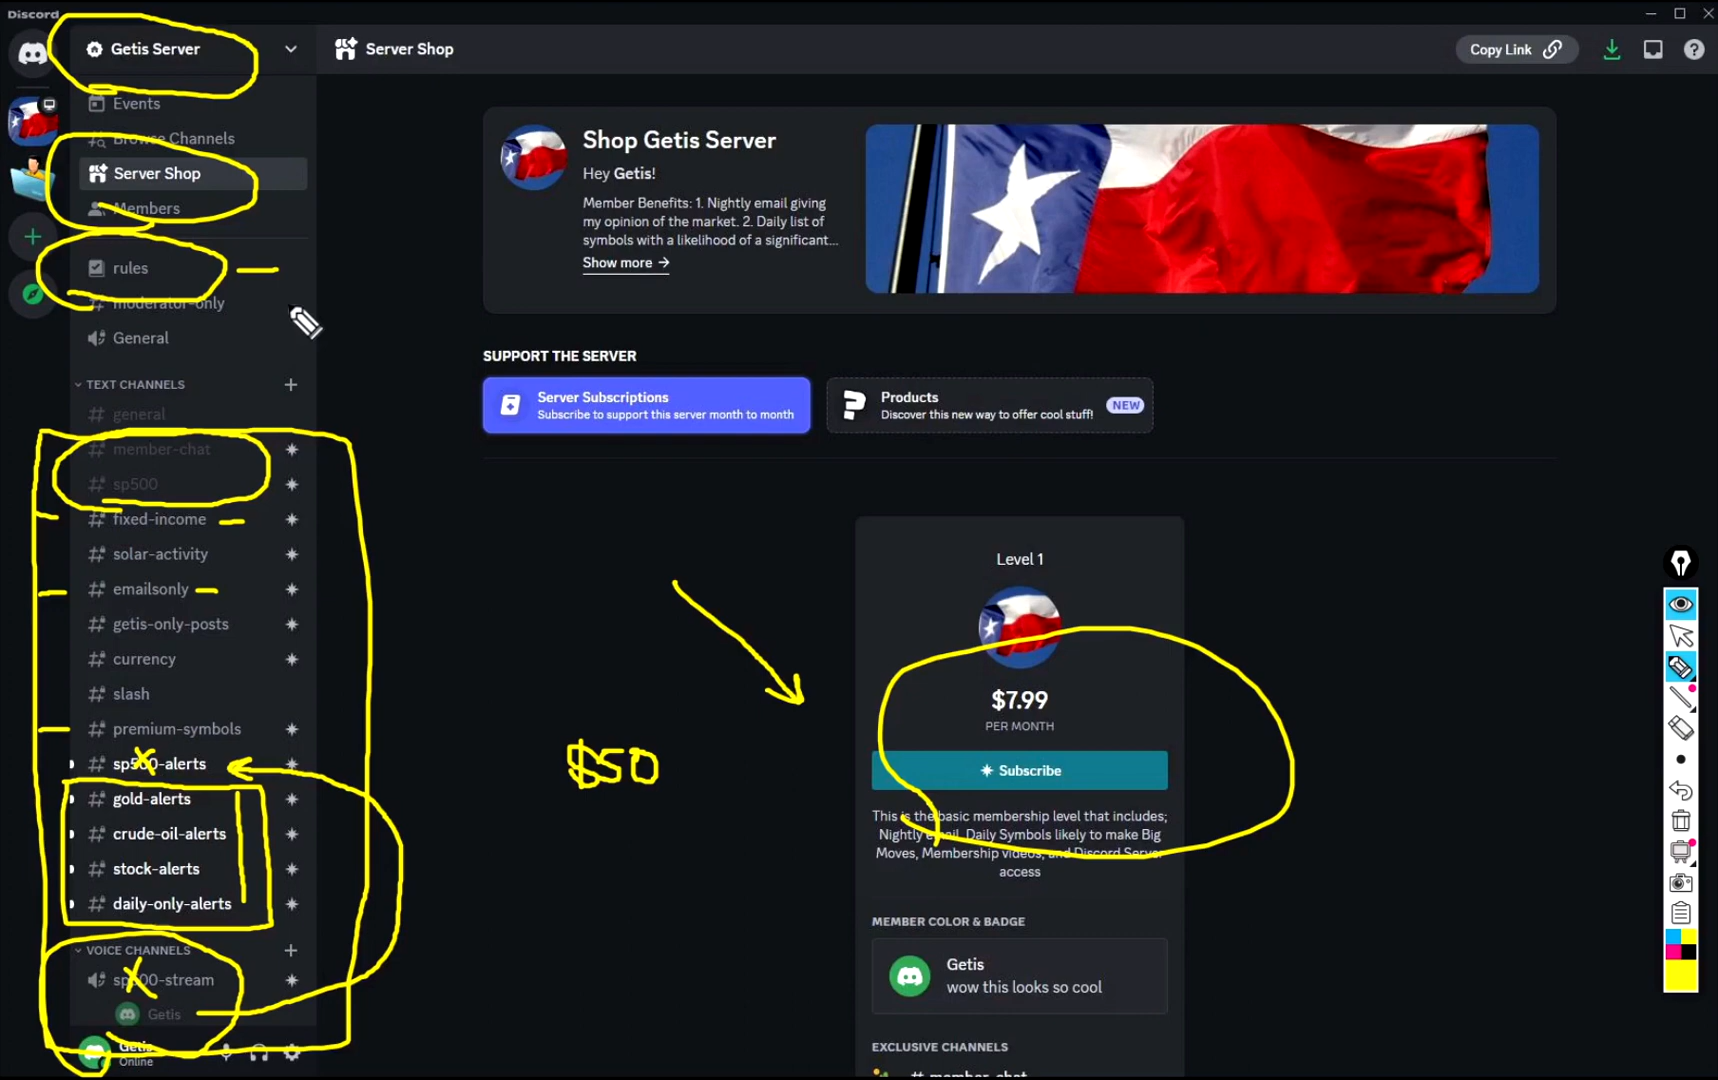 Discord
Getis Server
Server Shop
Copy Link
Events
Browse Channels
Server Shop
Members
rules
moderator-only
General
TEXT CHANNELS
general
member-chat
sp500
fixed-income
solar-activity
emailsonly
getis-only-posts
currency
slash
premium-symbols
sp500-alerts
gold-alerts
crude-oil-alerts
stock-alerts
daily-only-alerts
VOICE CHANNELS
sp500-stream
Getis
Getis
Online
Shop Getis Server
Hey Getis!
Member Benefits: 1. Nightly email giving
my opinion of the market. 2. Daily list of
symbols with a likelihood of a significant...
Show more →
SUPPORT THE SERVER
Server Subscriptions
Subscribe to support this server month to month
Products
Discover this new way to offer cool stuff!
NEW
$50
Level 1
$7.99
PER MONTH
Subscribe
This is the basic membership level that includes;
Nightly email, Daily Symbols likely to make Big
Moves, Membership videos, and Discord Server
access
MEMBER COLOR & BADGE
Getis
wow this looks so cool
EXCLUSIVE CHANNELS
# member-chat